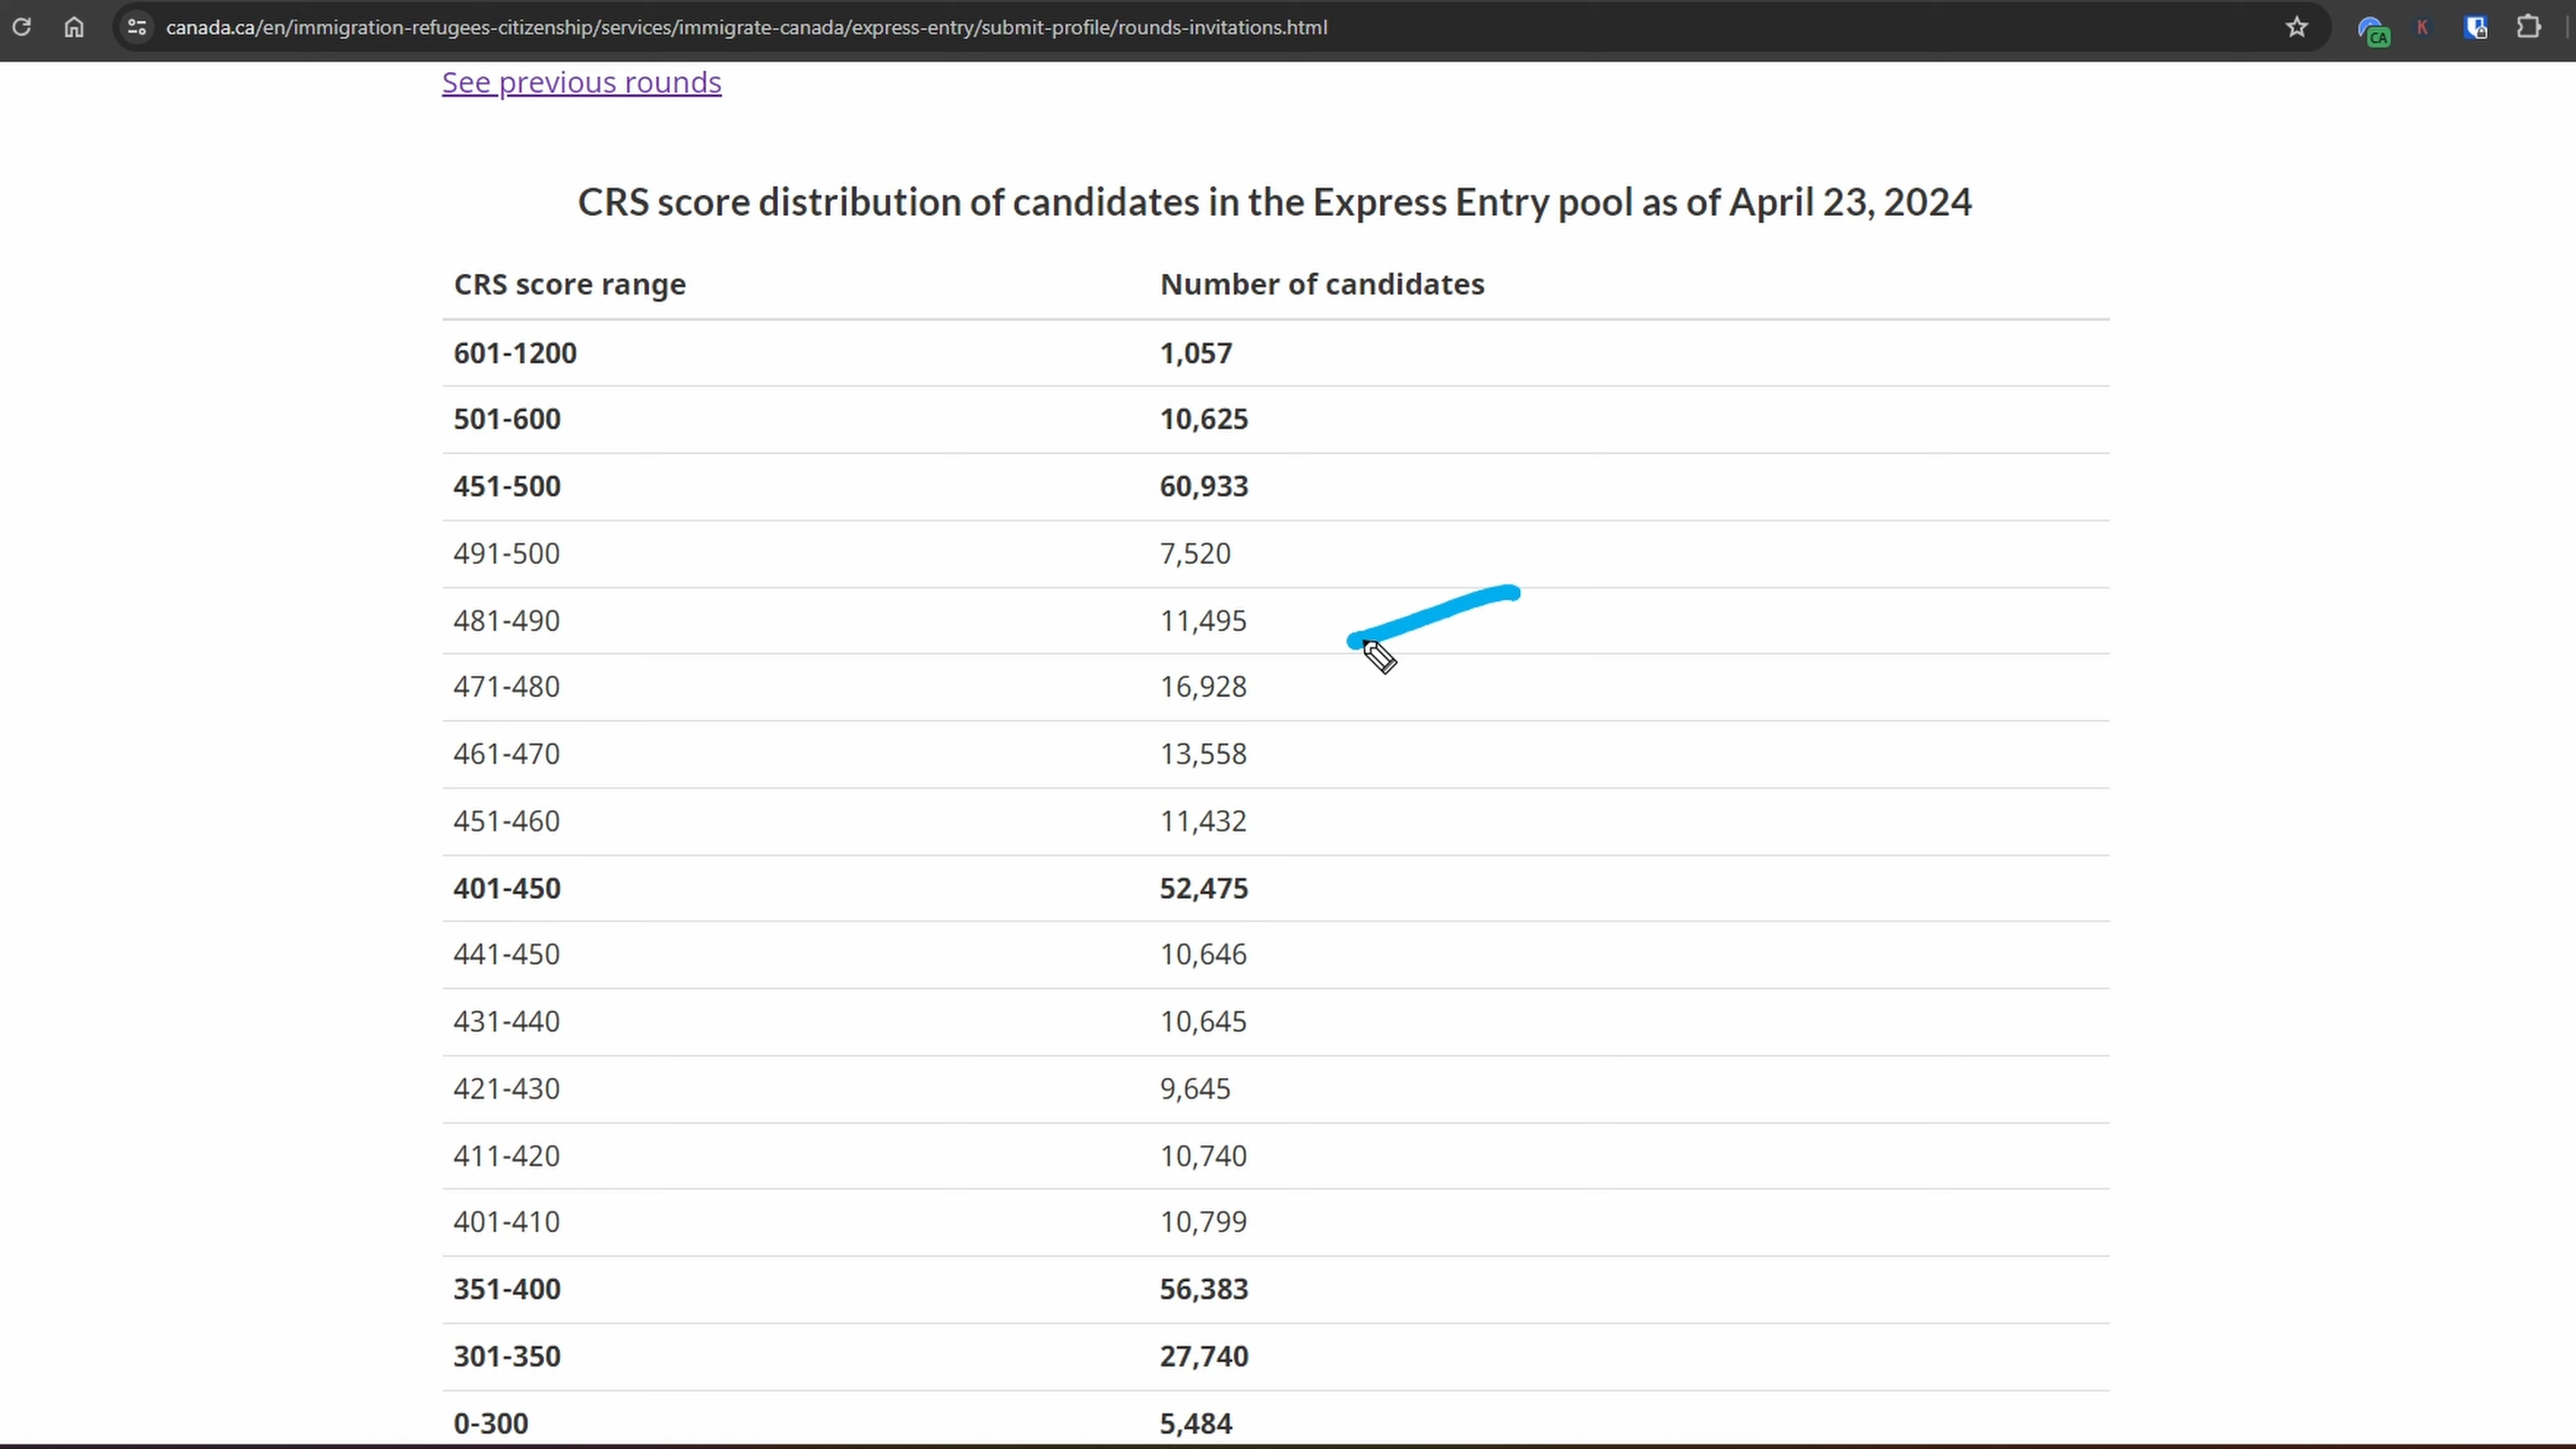 canada.ca/en/immigration-refugees-citizenship/services/immigrate-canada/express-entry/submit-profile/rounds-invitations.html
CA
K
See previous rounds
CRS score distribution of candidates in the Express Entry pool as of April 23, 2024
CRS score range Number of candidates
601-1200 1,057
501-600 10,625
451-500 60,933
491-500 7,520
481-490 11,495
471-480 16,928
461-470 13,558
451-460 11,432
401-450 52,475
441-450 10,646
431-440 10,645
421-430 9,645
411-420 10,740
401-410 10,799
351-400 56,383
301-350 27,740
0-300 5,484